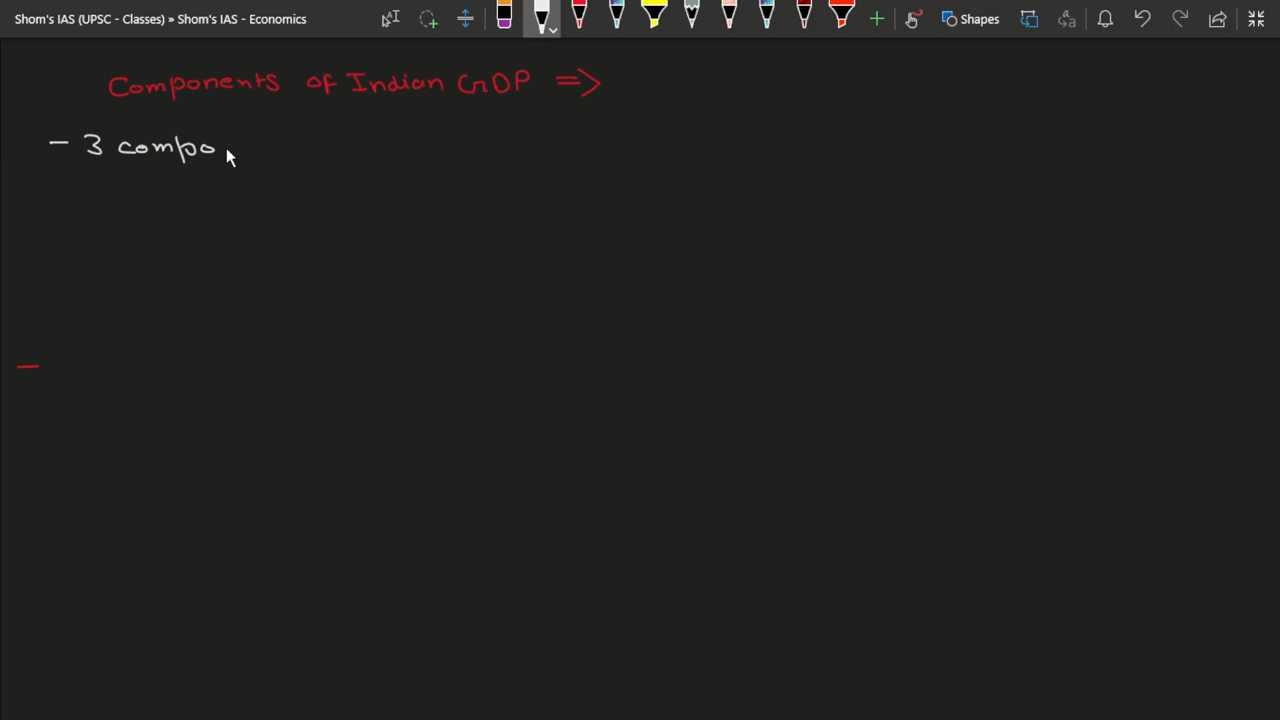 Shom's IAS (UPSC - Classes) » Shom's IAS - Economics
Shapes
Components of Indian GDP ⇒
- 3 compo
-